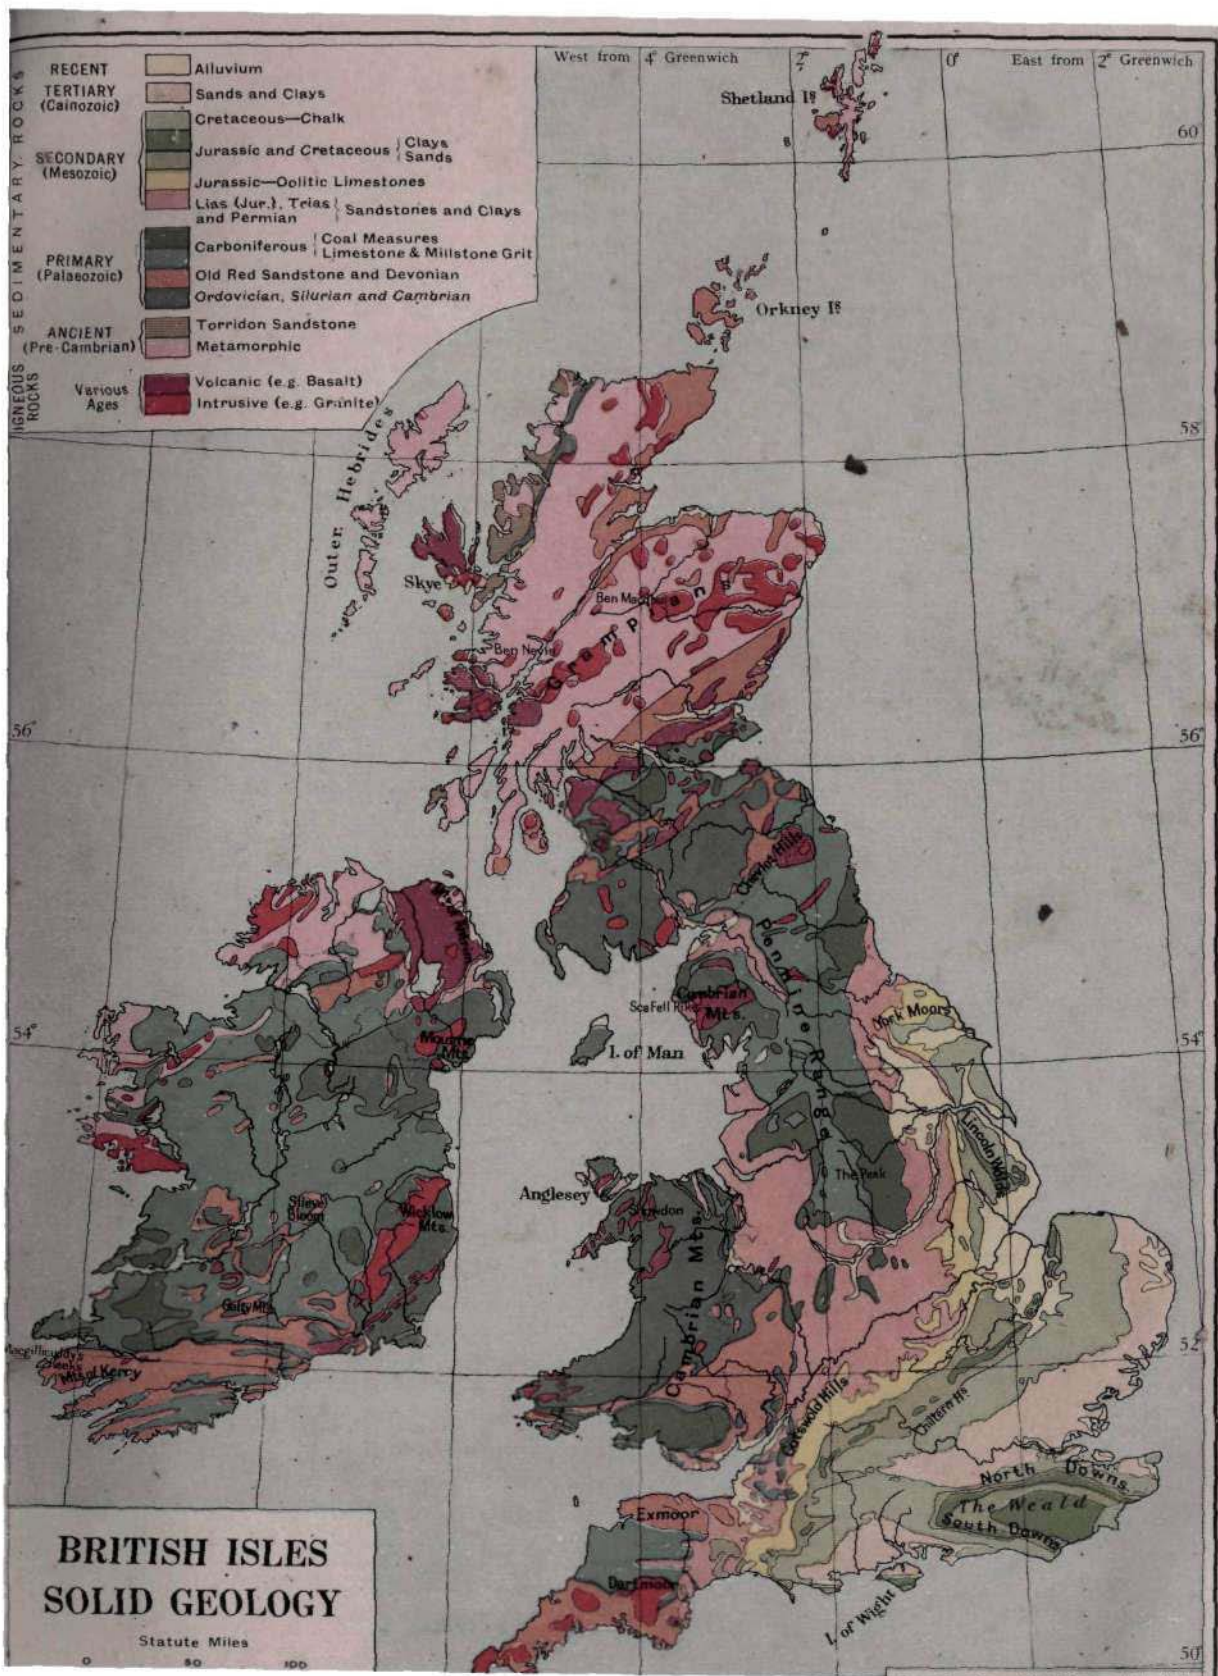 SEDIMENTARY ROCKS
IGNEOUS ROCKS
RECENT
Alluvium
TERTIARY
(Cainozoic)
Sands and Clays
SECONDARY
(Mesozoic)
Cretaceous—Chalk
Jurassic and Cretaceous { Clays
Sands
Jurassic—Oolitic Limestones
Lias (Jur.), Trias
and Permian
Sandstones and Clays
PRIMARY
(Palaeozoic)
Carboniferous { Coal Measures
Limestone & Millstone Grit
Old Red Sandstone and Devonian
Ordovician, Silurian and Cambrian
ANCIENT
(Pre-Cambrian)
Torridon Sandstone
Metamorphic
Various
Ages
Volcanic (e.g. Basalt)
Intrusive (e.g. Granite)
West from 4° Greenwich
2°
0°
East from 2° Greenwich
60
Shetland Is
Orkney Is
58°
Outer Hebrides
Skye
Ben Nevis
Grampians
56°
56°
Cheviot Hills
Pennine Range
Cumbrian
Mts.
Sca Fell Pike
York Moors
54°
54°
I. of Man
Mourne
Mts.
Lincoln Wolds
The Peak
Anglesey
Snowdon
Cambrian Mts.
Slieve
Bloom
Wicklow
Mts.
Galty Mts.
Macgillicuddy's
Reeks
Mts of Kerry
52°
Cotswold Hills
Chiltern Hs
North Downs
The Weald
South Downs
Exmoor
Dartmoor
I. of Wight
50°
BRITISH ISLES
SOLID GEOLOGY
Statute Miles
0 50 100